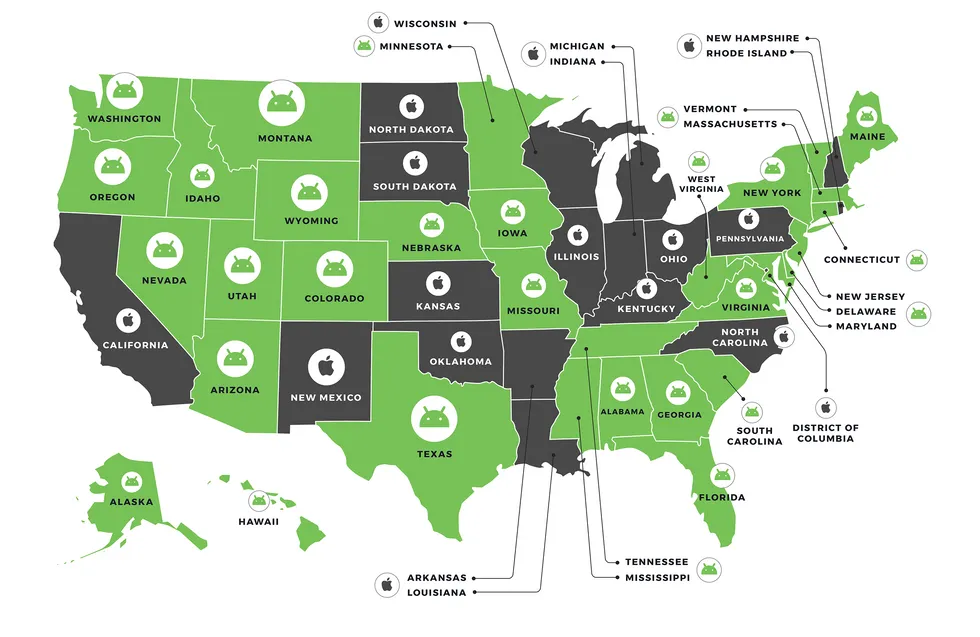 WISCONSIN
MINNESOTA
MICHIGAN
INDIANA
NEW HAMPSHIRE
RHODE ISLAND
VERMONT
MASSACHUSETTS
WASHINGTON
MONTANA
NORTH DAKOTA
MAINE
OREGON
IDAHO
SOUTH DAKOTA
WEST
VIRGINIA
NEW YORK
WYOMING
NEBRASKA
IOWA
PENNSYLVANIA
NEVADA
UTAH
COLORADO
ILLINOIS
OHIO
CONNECTICUT
KANSAS
MISSOURI
KENTUCKY
VIRGINIA
NEW JERSEY
DELAWARE
MARYLAND
CALIFORNIA
OKLAHOMA
NORTH
CAROLINA
ARIZONA
NEW MEXICO
ALABAMA
GEORGIA
TEXAS
SOUTH
CAROLINA
DISTRICT OF
COLUMBIA
ALASKA
HAWAII
FLORIDA
ARKANSAS
LOUISIANA
TENNESSEE
MISSISSIPPI